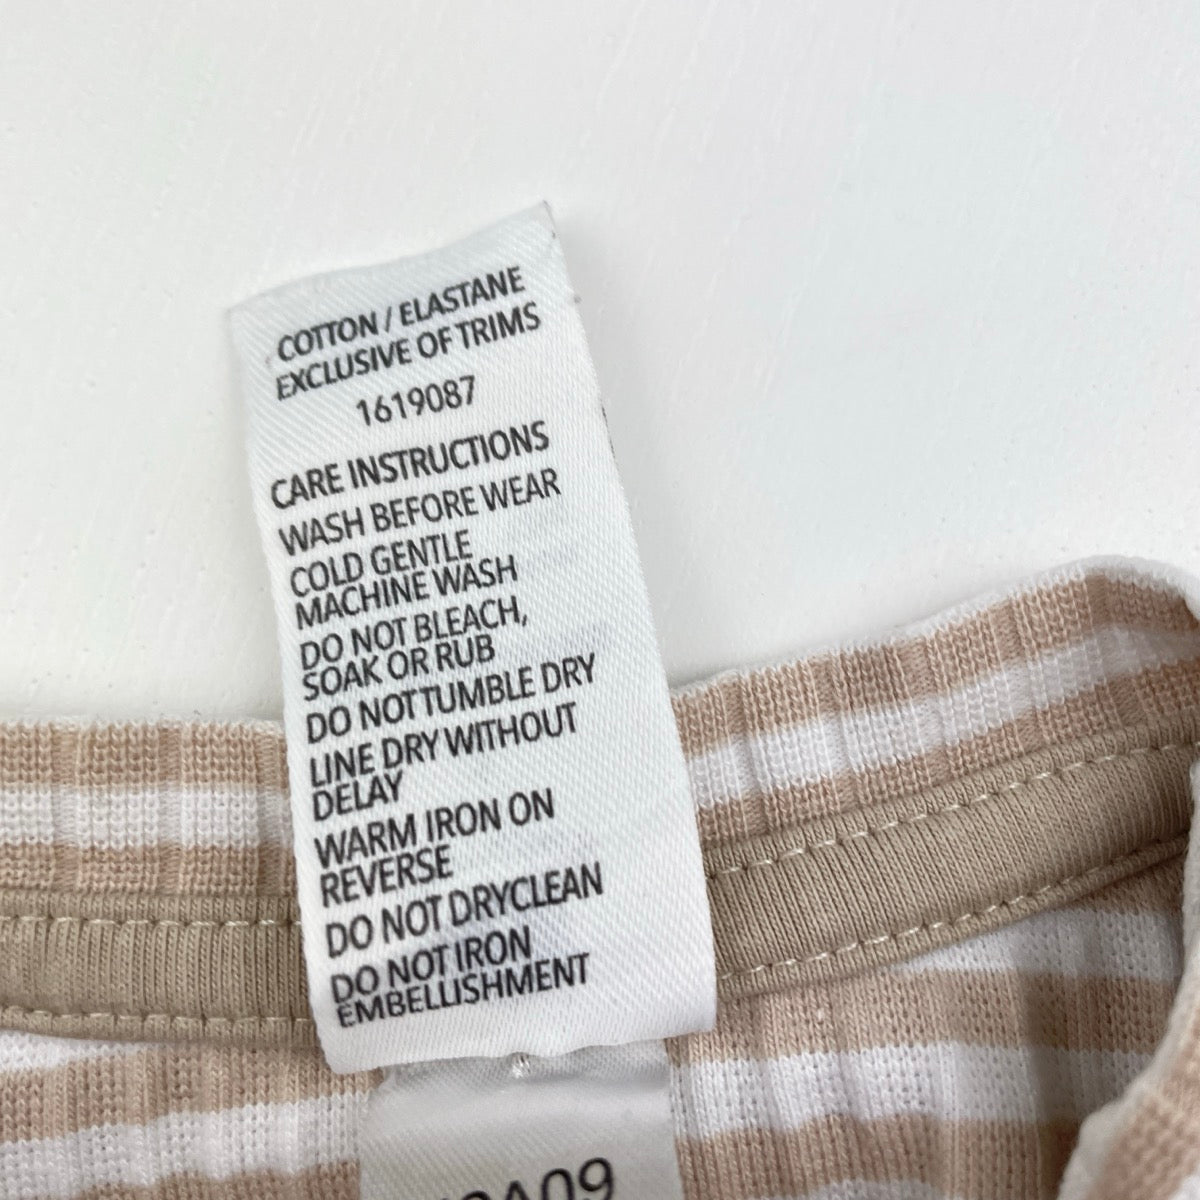 COTTON / ELASTANE
EXCLUSIVE OF TRIMS
1619087
CARE INSTRUCTIONS
WASH BEFORE WEAR
COLD GENTLE
MACHINE WASH
DO NOT BLEACH,
SOAK OR RUB
DO NOT TUMBLE DRY
LINE DRY WITHOUT
DELAY
WARM IRON ON
REVERSE
DO NOT DRYCLEAN
DO NOT IRON
EMBELLISHMENT